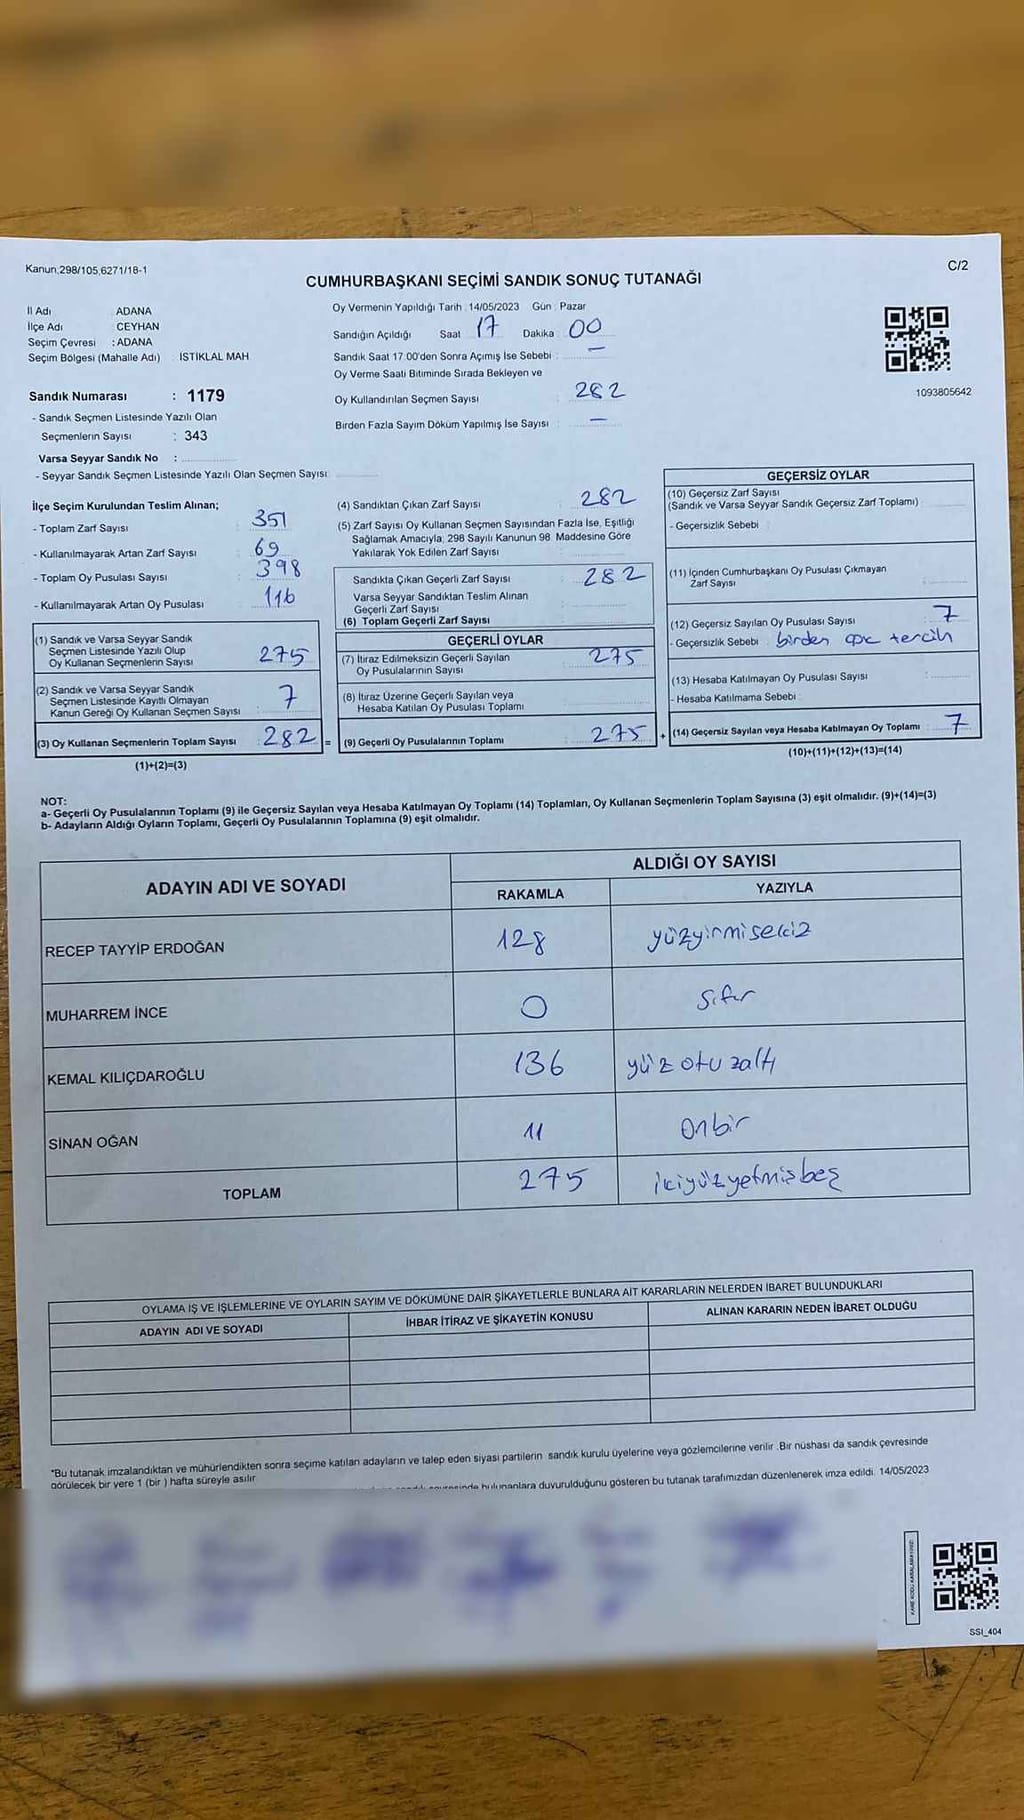 Kanun,298/105,6271/18-1
C/2
CUMHURBAŞKANI SEÇİMİ SANDIK SONUÇ TUTANAĞI
İl Adı ADANA
İlçe Adı CEYHAN
Seçim Çevresi : ADANA
Seçim Bölgesi (Mahalle Adı) : İSTİKLAL MAH
Sandık Numarası : 1179
- Sandık Seçmen Listesinde Yazılı Olan
Seçmenlerin Sayısı : 343
Varsa Seyyar Sandık No :
- Seyyar Sandık Seçmen Listesinde Yazılı Olan Seçmen Sayısı
Oy Vermenin Yapıldığı Tarih : 14/05/2023 Gün : Pazar
Sandığın Açıldığı Saat 17 Dakika : 00
Sandık Saat 17:00'den Sonra Açımış İse Sebebi : –
Oy Verme Saati Bitiminde Sırada Bekleyen ve
Oy Kullandırılan Seçmen Sayısı : 282
Birden Fazla Sayım Döküm Yapılmış İse Sayısı : –
1093805642
İlçe Seçim Kurulundan Teslim Alınan;
- Toplam Zarf Sayısı : 351
- Kullanılmayarak Artan Zarf Sayısı : 69
- Toplam Oy Pusulası Sayısı : 398
- Kullanılmayarak Artan Oy Pusulası : 116
(1) Sandık ve Varsa Seyyar Sandık
Seçmen Listesinde Yazılı Olup
Oy Kullanan Seçmenlerin Sayısı : 275
(2) Sandık ve Varsa Seyyar Sandık
Seçmen Listesinde Kayıtlı Olmayan
Kanun Gereği Oy Kullanan Seçmen Sayısı : 7
(3) Oy Kullanan Seçmenlerin Toplam Sayısı : 282 =
(1)+(2)=(3)
(4) Sandıktan Çıkan Zarf Sayısı : 282
(5) Zarf Sayısı Oy Kullanan Seçmen Sayısından Fazla İse, Eşitliği
Sağlamak Amacıyla; 298 Sayılı Kanunun 98. Maddesine Göre
Yakılarak Yok Edilen Zarf Sayısı
Sandıkta Çıkan Geçerli Zarf Sayısı : 282
Varsa Seyyar Sandıktan Teslim Alınan
Geçerli Zarf Sayısı
(6) Toplam Geçerli Zarf Sayısı
GEÇERLİ OYLAR
(7) İtiraz Edilmeksizin Geçerli Sayılan
Oy Pusulalarının Sayısı : 275
(8) İtiraz Üzerine Geçerli Sayılan veya
Hesaba Katılan Oy Pusulası Toplamı
(9) Geçerli Oy Pusulalarının Toplamı : 275 +
GEÇERSİZ OYLAR
(10) Geçersiz Zarf Sayısı
(Sandık ve Varsa Seyyar Sandık Geçersiz Zarf Toplamı)
- Geçersizlik Sebebi
(11) İçinden Cumhurbaşkanı Oy Pusulası Çıkmayan
Zarf Sayısı
(12) Geçersiz Sayılan Oy Pusulası Sayısı : 7
- Geçersizlik Sebebi : birden çok tercih
(13) Hesaba Katılmayan Oy Pusulası Sayısı
- Hesaba Katılmama Sebebi
(14) Geçersiz Sayılan veya Hesaba Katılmayan Oy Toplamı : 7
(10)+(11)+(12)+(13)=(14)
NOT:
a- Geçerli Oy Pusulalarının Toplamı (9) ile Geçersiz Sayılan veya Hesaba Katılmayan Oy Toplamı (14) Toplamları, Oy Kullanan Seçmenlerin Toplam Sayısına (3) eşit olmalıdır. (9)+(14)=(3)
b- Adayların Aldığı Oyların Toplamı, Geçerli Oy Pusulalarının Toplamına (9) eşit olmalıdır.
ADAYIN ADI VE SOYADI
ALDIĞI OY SAYISI
RAKAMLA YAZIYLA
RECEP TAYYİP ERDOĞAN 128 yüzyirmisekiz
MUHARREM İNCE 0 sıfır
KEMAL KILIÇDAROĞLU 136 yüz otuzaltı
SİNAN OĞAN 11 Onbir
TOPLAM 275 ikiyüzyetmişbeş
OYLAMA İŞ VE İŞLEMLERİNE VE OYLARIN SAYIM VE DÖKÜMÜNE DAİR ŞİKAYETLERLE BUNLARA AİT KARARLARIN NELERDEN İBARET BULUNDUKLARI
ADAYIN ADI VE SOYADI İHBAR İTİRAZ VE ŞİKAYETİN KONUSU ALINAN KARARIN NEDEN İBARET OLDUĞU
*Bu tutanak imzalandıktan ve mühürlendikten sonra seçime katılan adayların ve talep eden siyasi partilerin sandık kurulu üyelerine veya gözlemcilerine verilir .Bir nüshası da sandık çevresinde
görülecek bir yere 1 (bir ) hafta süreyle asılır
bulunanlara duyurulduğunu gösteren bu tutanak tarafımızdan düzenlenerek imza edildi. 14/05/2023
SSI_404